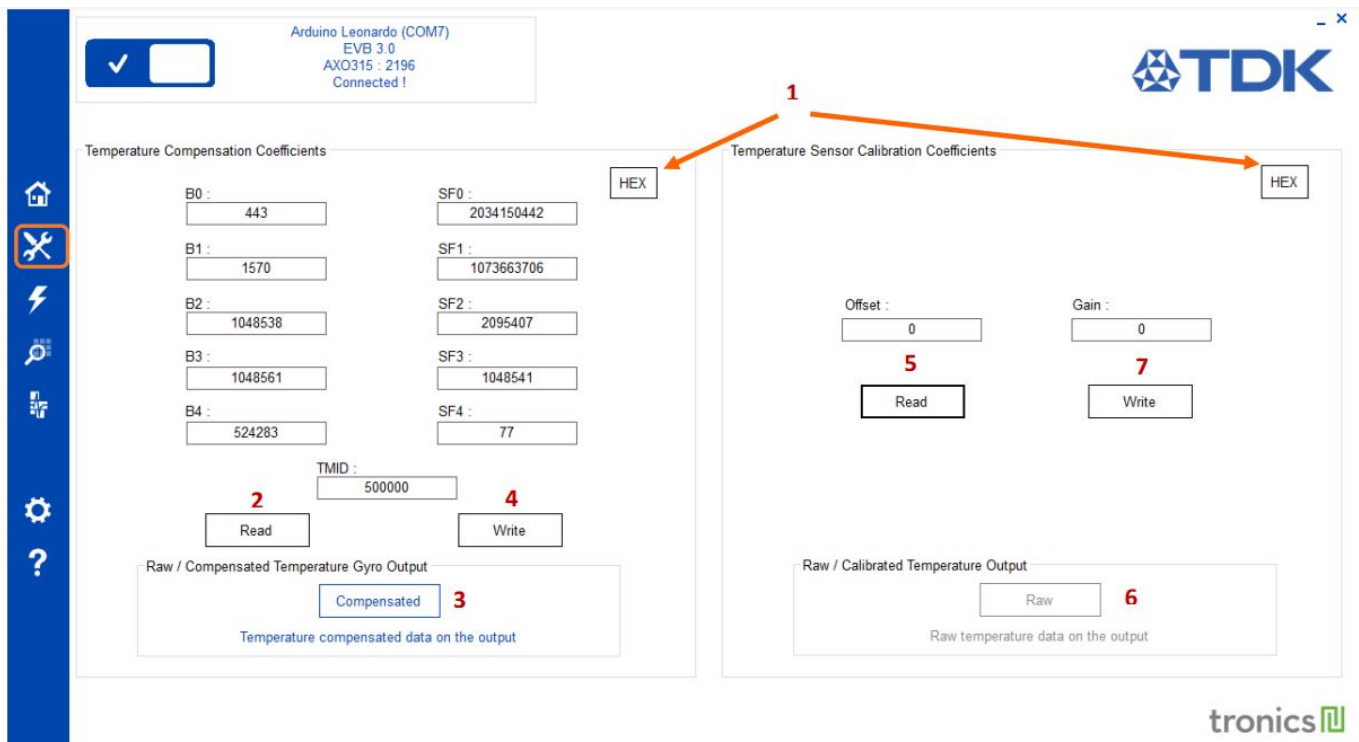 Arduino Leonardo (COM7)
EVB 3.0
AXO315 : 2196
Connected !
TDK
1
Temperature Compensation Coefficients
HEX
B0 :
443
SF0 :
2034150442
B1 :
1570
SF1 :
1073663706
B2 :
1048538
SF2 :
2095407
B3 :
1048561
SF3 :
1048541
B4 :
524283
SF4 :
77
TMID :
500000
2
4
Read
Write
Raw / Compensated Temperature Gyro Output
Compensated
3
Temperature compensated data on the output
Temperature Sensor Calibration Coefficients
HEX
Offset :
0
Gain :
0
5
7
Read
Write
Raw / Calibrated Temperature Output
Raw
6
Raw temperature data on the output
?
tronics